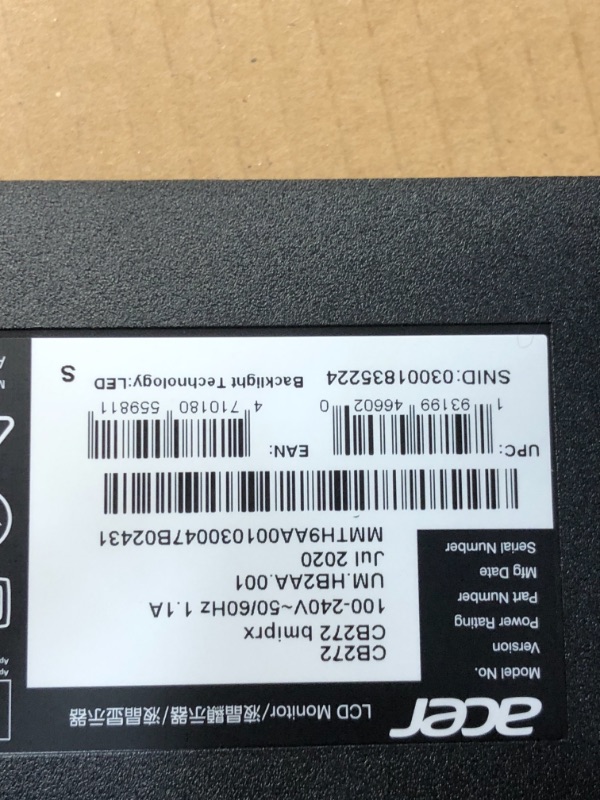 acer LCD Monitor/液晶顯示器/液晶显示器
Model No. CB272
Version CB272 bmiprx
Power Rating 100-240V~50/60Hz 1.1A
Part Number UM.HB2AA.001
Mfg Date Jul 2020
Serial Number MMTH9AA001030047B02431
UPC: 1 93199 46602 0 EAN: 4 710180 559811
SNID:03001835224 Backlight Technology:LED S